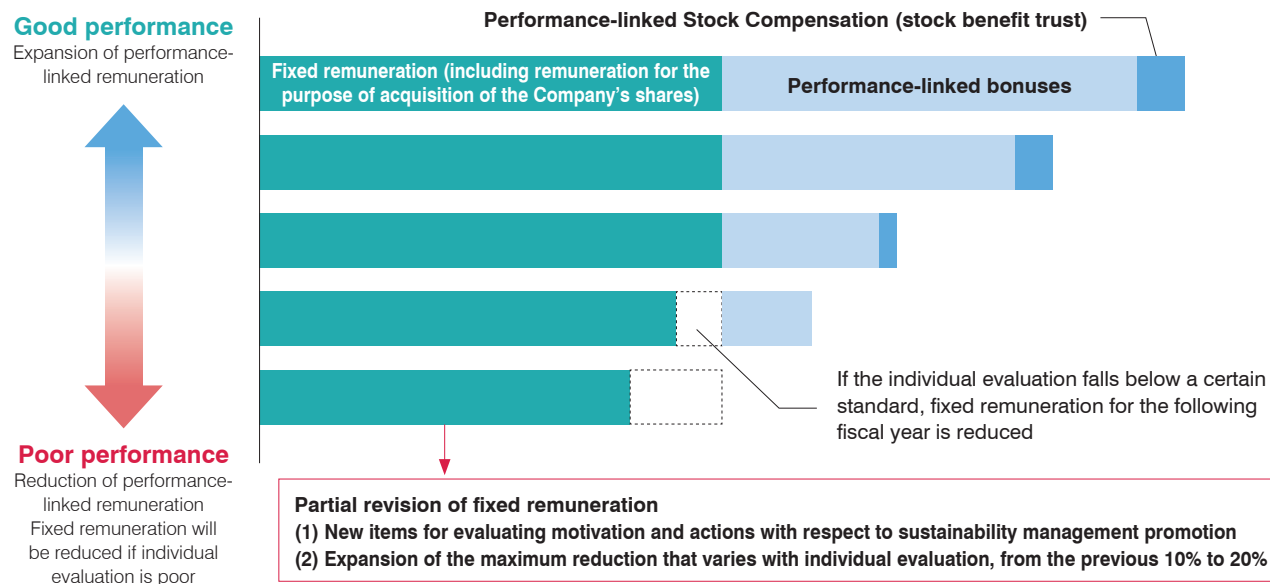 Good performance
Expansion of performance-
linked remuneration
Performance-linked Stock Compensation (stock benefit trust)
Fixed remuneration (including remuneration for the
purpose of acquisition of the Company's shares)
Performance-linked bonuses
If the individual evaluation falls below a certain
standard, fixed remuneration for the following
fiscal year is reduced
Poor performance
Reduction of performance-
linked remuneration
Fixed remuneration will
be reduced if individual
evaluation is poor
Partial revision of fixed remuneration
(1) New items for evaluating motivation and actions with respect to sustainability management promotion
(2) Expansion of the maximum reduction that varies with individual evaluation, from the previous 10% to 20%